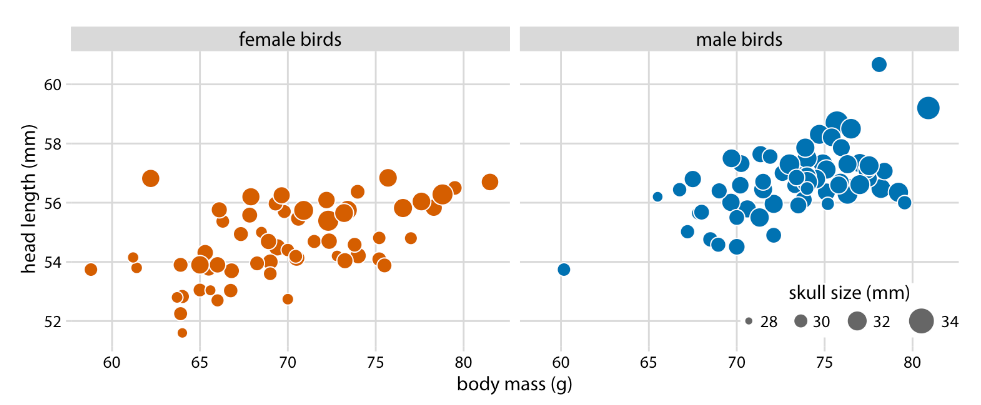 female birds male birds
60
58
56
54
52
head length (mm)
skull size (mm)
28 30 32 34
60 65 70 75 80 60 65 70 75 80
body mass (g)